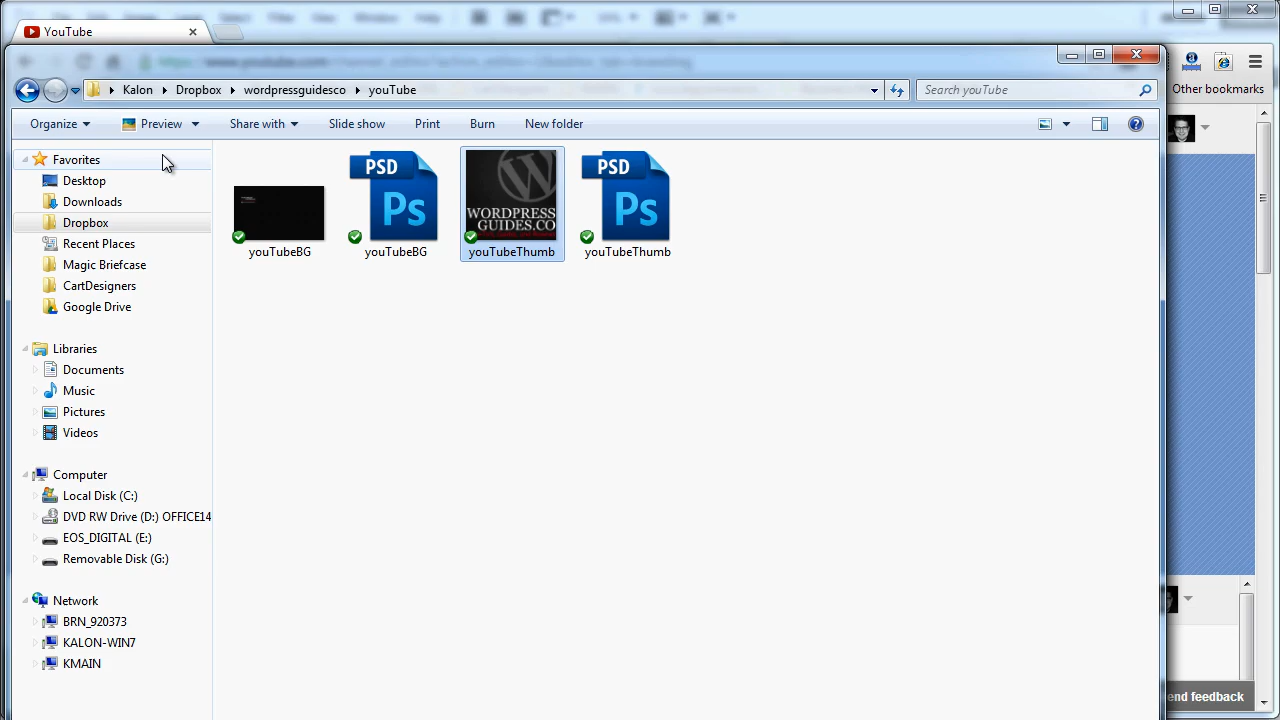 YouTube
Kalon Dropbox wordpressguidesco youTube
Search youTube
Other bookmarks
Organize Preview Share with Slide show Print Burn New folder
Favorites
Desktop
Downloads
Dropbox
Recent Places
Magic Briefcase
CartDesigners
Google Drive
Libraries
Documents
Music
Pictures
Videos
Computer
Local Disk (C:)
DVD RW Drive (D:) OFFICE14
EOS_DIGITAL (E:)
Removable Disk (G:)
Network
BRN_920373
KALON-WIN7
KMAIN
PSD
Ps
WORDPRESS
GUIDES.CO
PSD
Ps
youTubeBG youTubeBG youTubeThumb youTubeThumb
end feedback